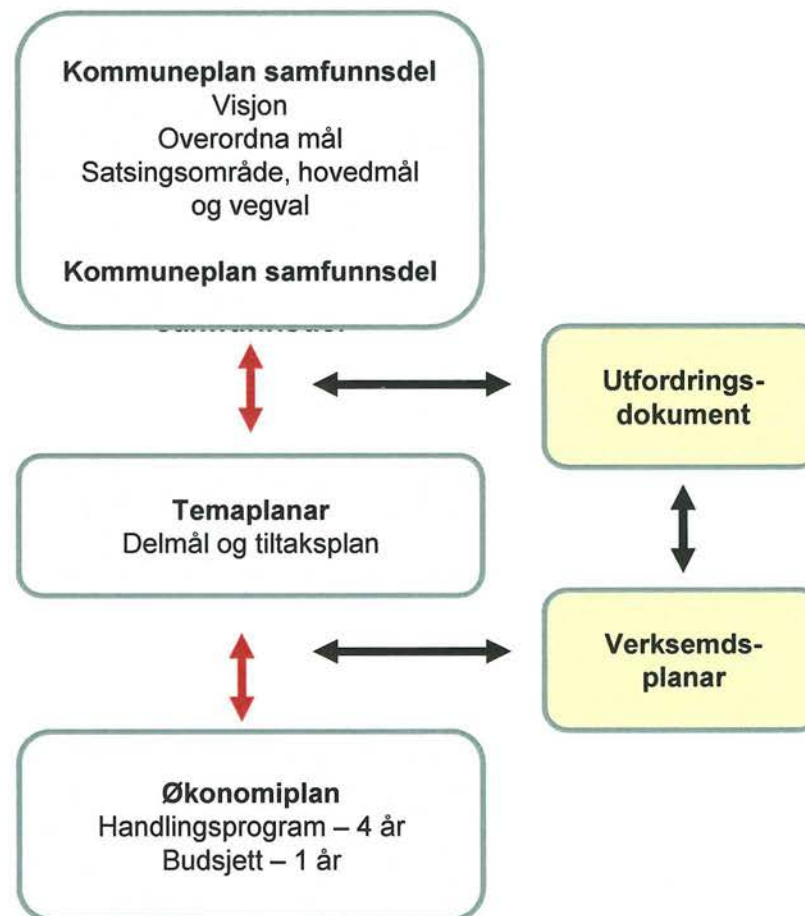 Kommuneplan samfunnsdel
Visjon
Overordna mål
Satsingsområde, hovedmål
og vegval
Kommuneplan samfunnsdel
Utfordrings-
dokument
Temaplanar
Delmål og tiltaksplan
Verksemds-
planar
Økonomiplan
Handlingsprogram – 4 år
Budsjett – 1 år